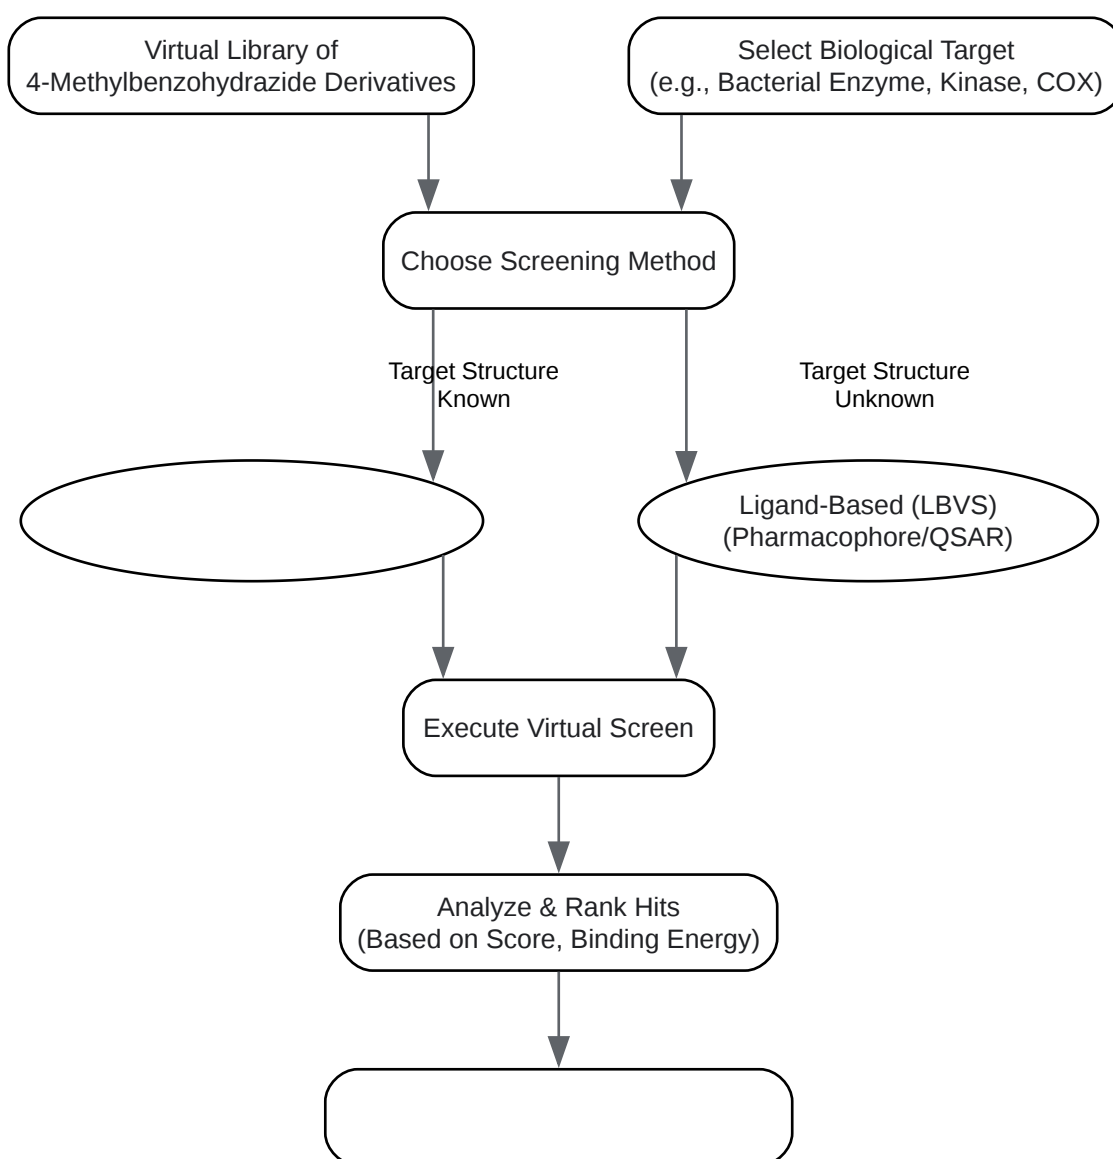 Virtual Library of
4-Methylbenzohydrazide Derivatives
Select Biological Target
(e.g., Bacterial Enzyme, Kinase, COX)
Choose Screening Method
Target Structure
Known
Target Structure
Unknown
Ligand-Based (LBVS)
(Pharmacophore/QSAR)
Execute Virtual Screen
Analyze & Rank Hits
(Based on Score, Binding Energy)